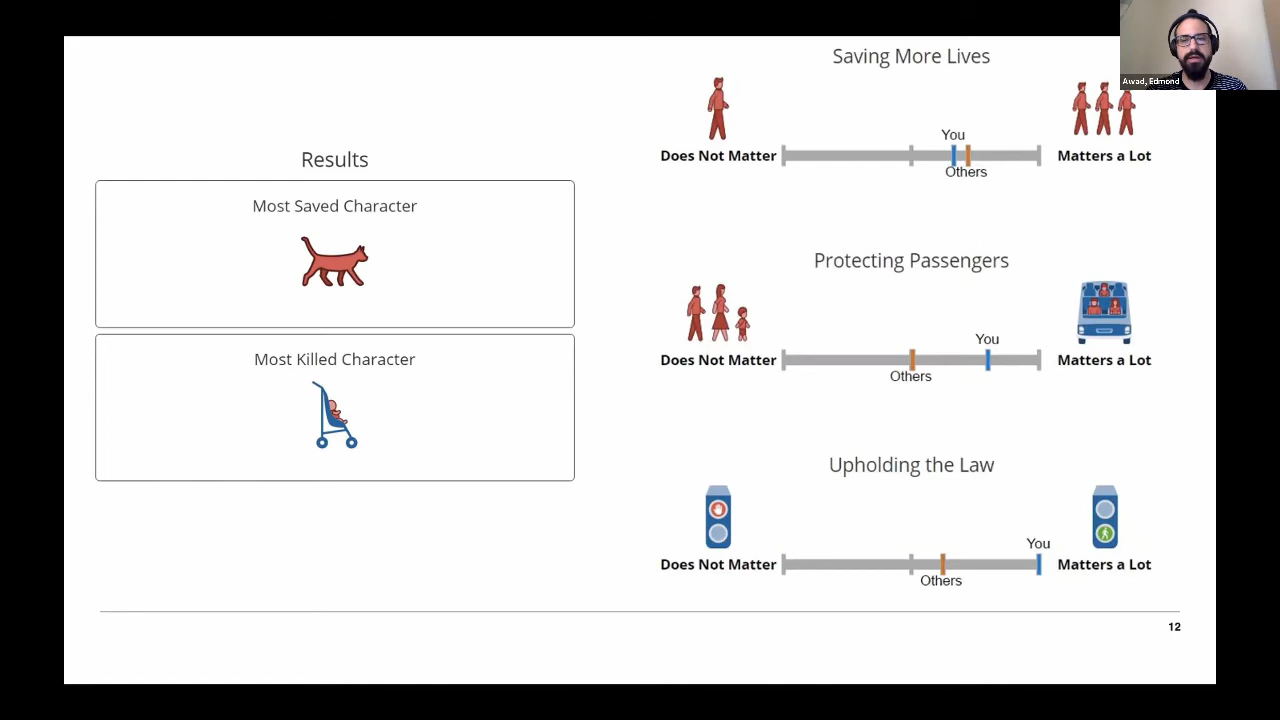 Results
Most Saved Character
Most Killed Character
Saving More Lives
You
Does Not Matter
Matters a Lot
Others
Protecting Passengers
You
Does Not Matter
Matters a Lot
Others
Upholding the Law
You
Does Not Matter
Matters a Lot
Others
12
Awad, Edmond